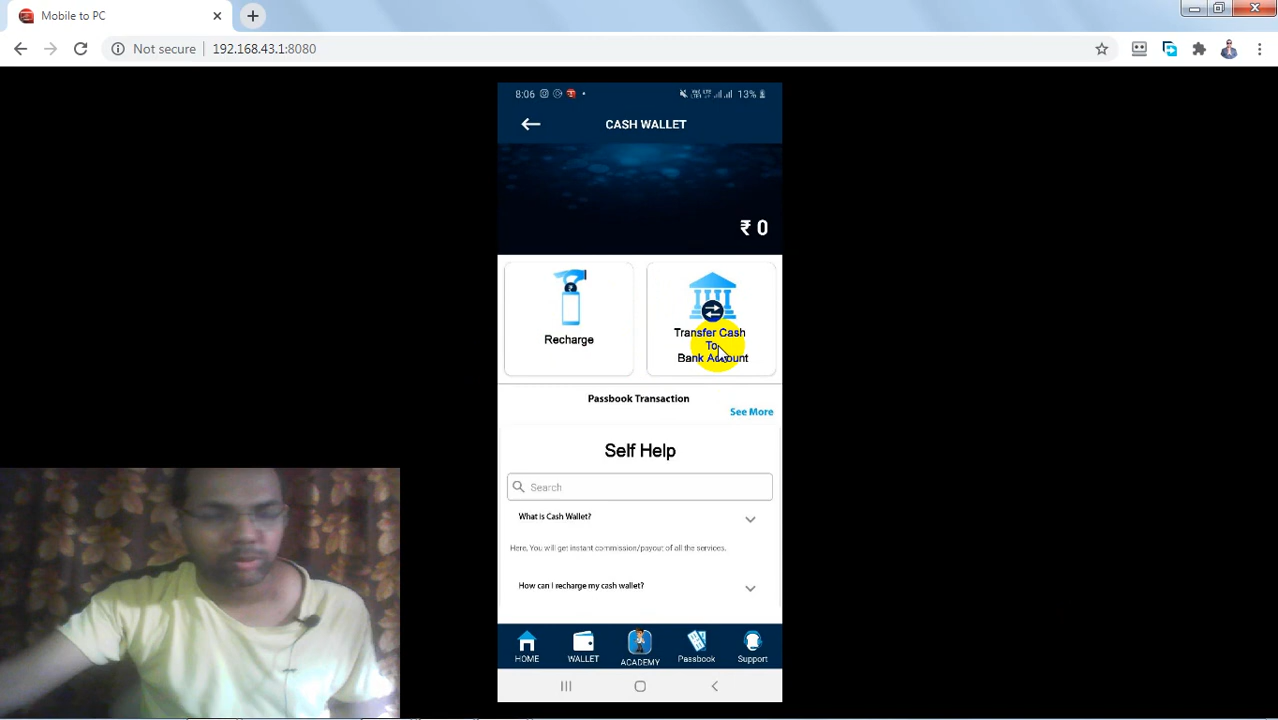 Mobile to PC
Not secure
192.168.43.1:8080
8:06
13%
CASH WALLET
₹ 0
Recharge
Transfer Cash
To
Bank Account
Passbook Transaction
See More
Self Help
Search
What is Cash Wallet?
Here, You will get instant commission/payout of all the services.
How can I recharge my cash wallet?
HOME
WALLET
ACADEMY
Passbook
Support